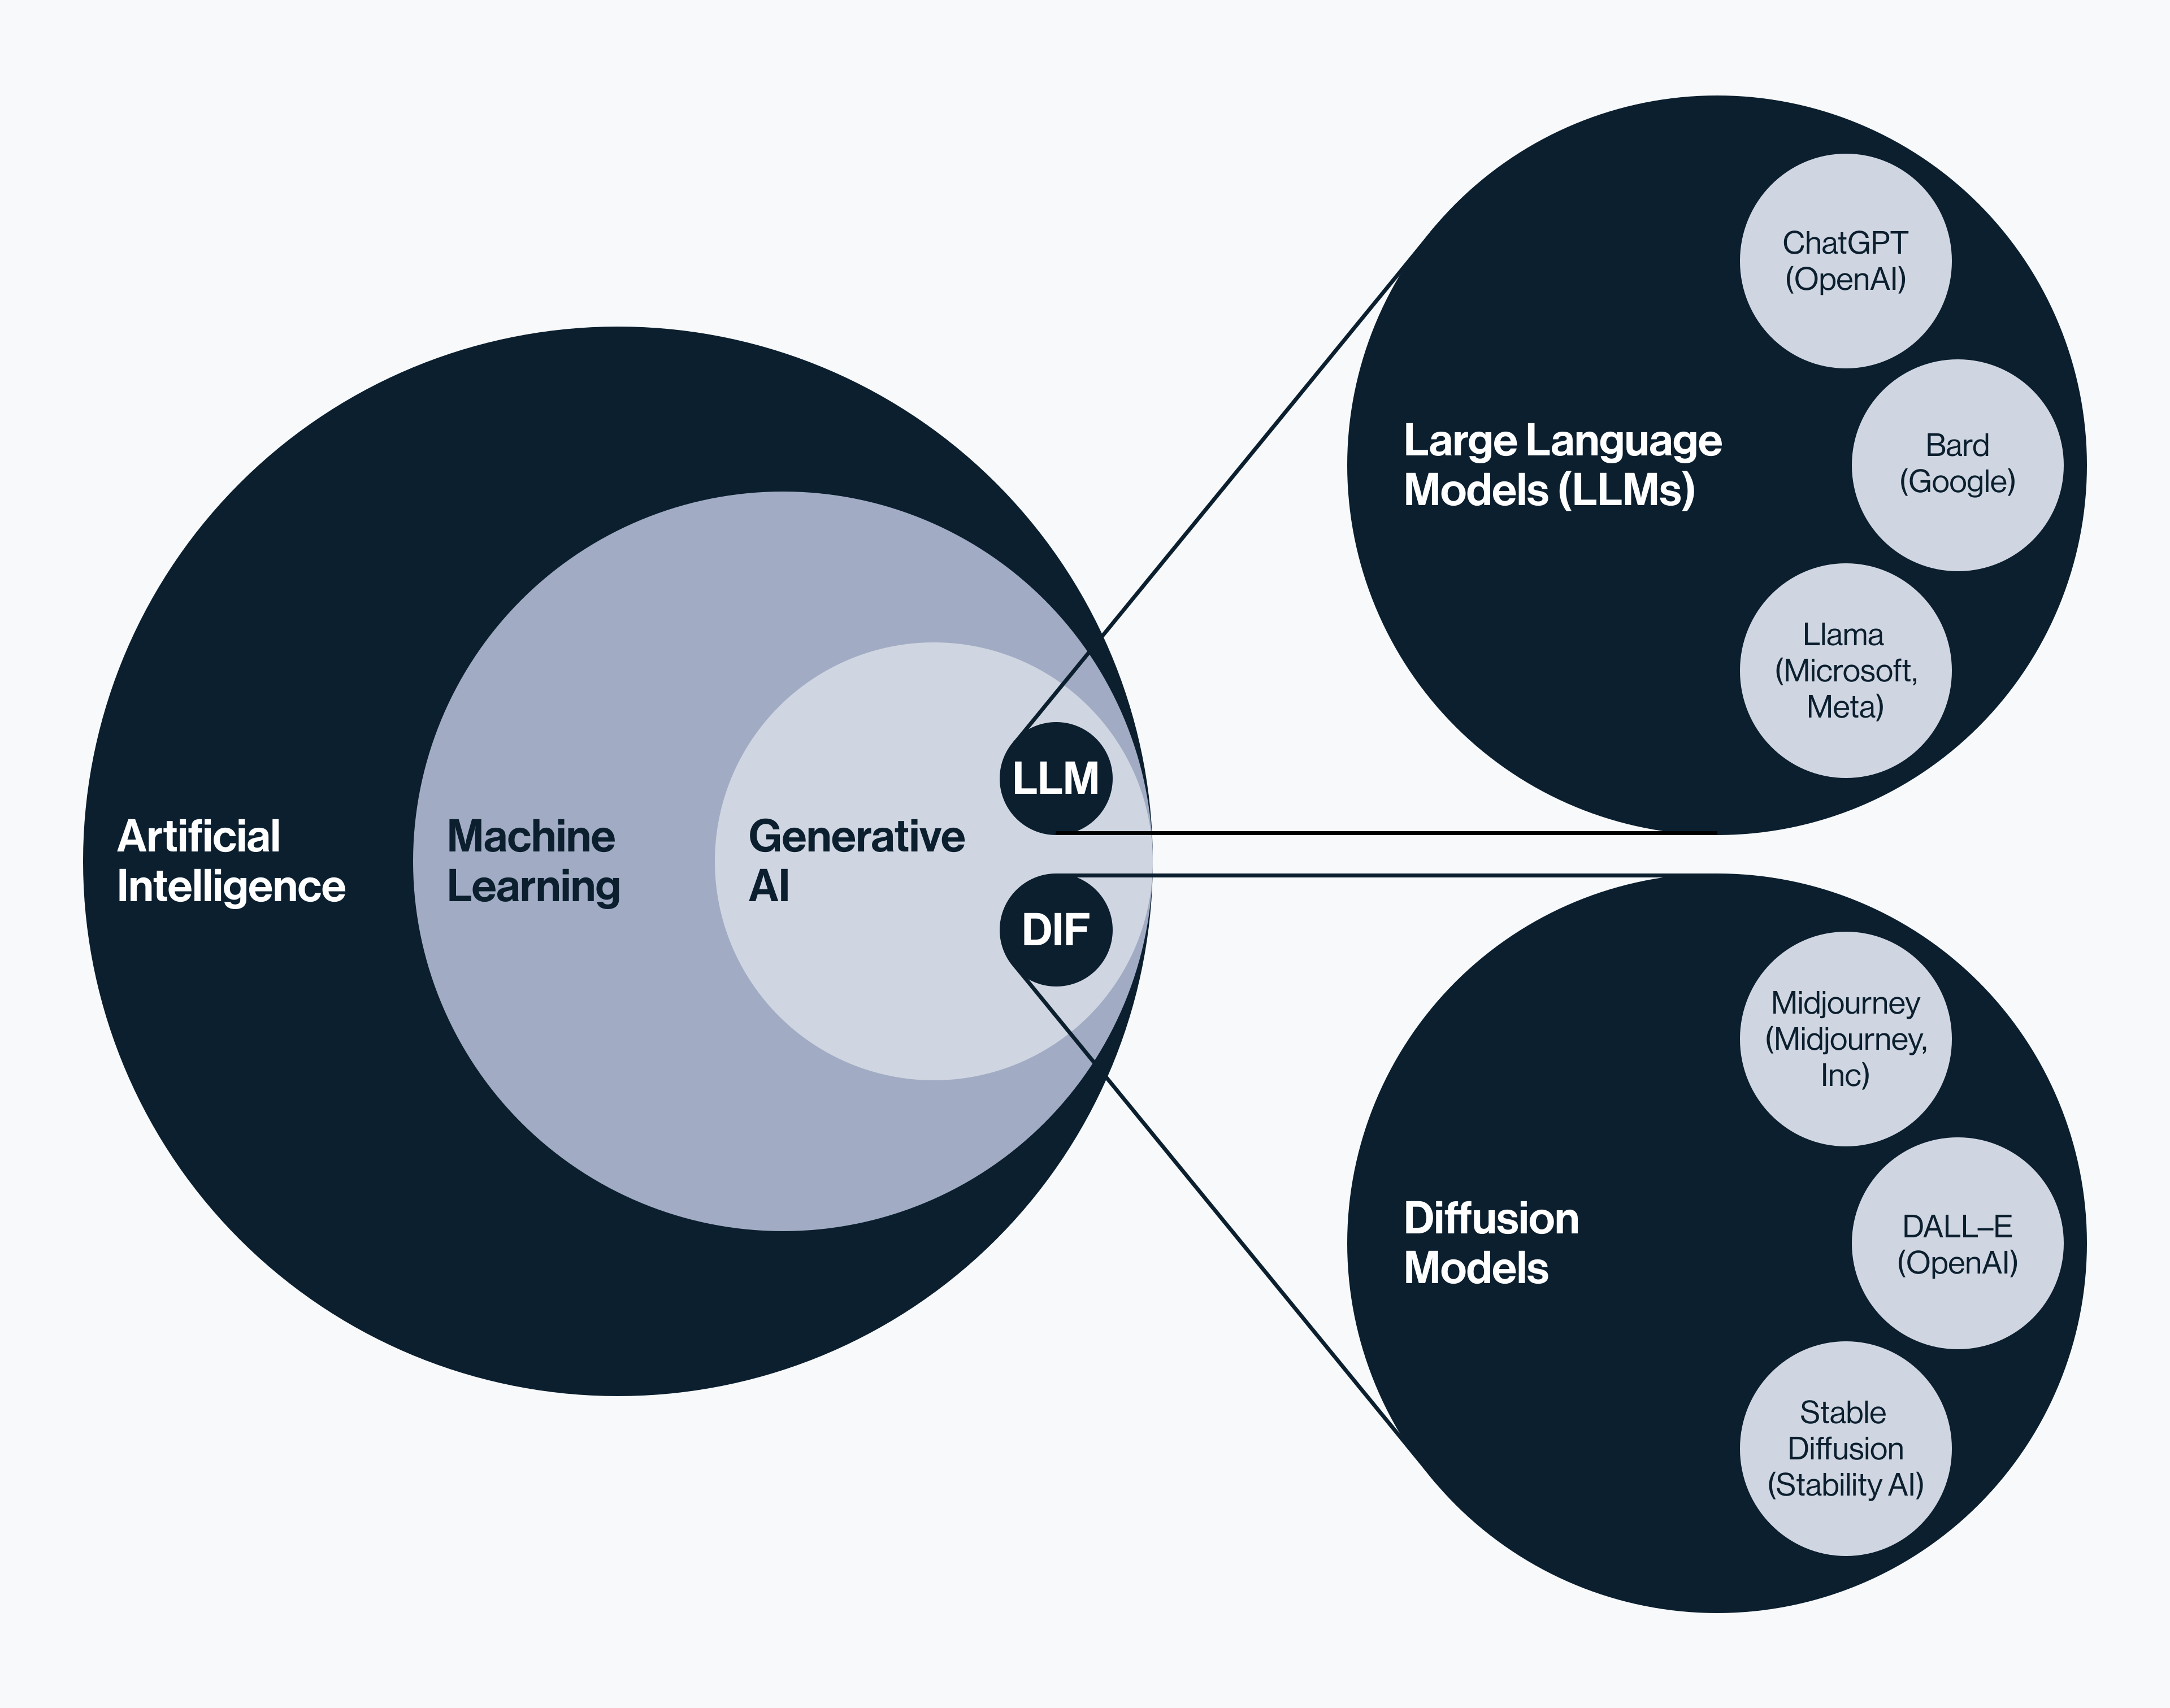 Artificial
Intelligence
Machine
Learning
Generative
AI
LLM
DIF
Large Language
Models (LLMs)
ChatGPT
(OpenAI)
Bard
(Google)
Llama
(Microsoft,
Meta)
Diffusion
Models
Midjourney
(Midjourney,
Inc)
DALL–E
(OpenAI)
Stable
Diffusion
(Stability AI)